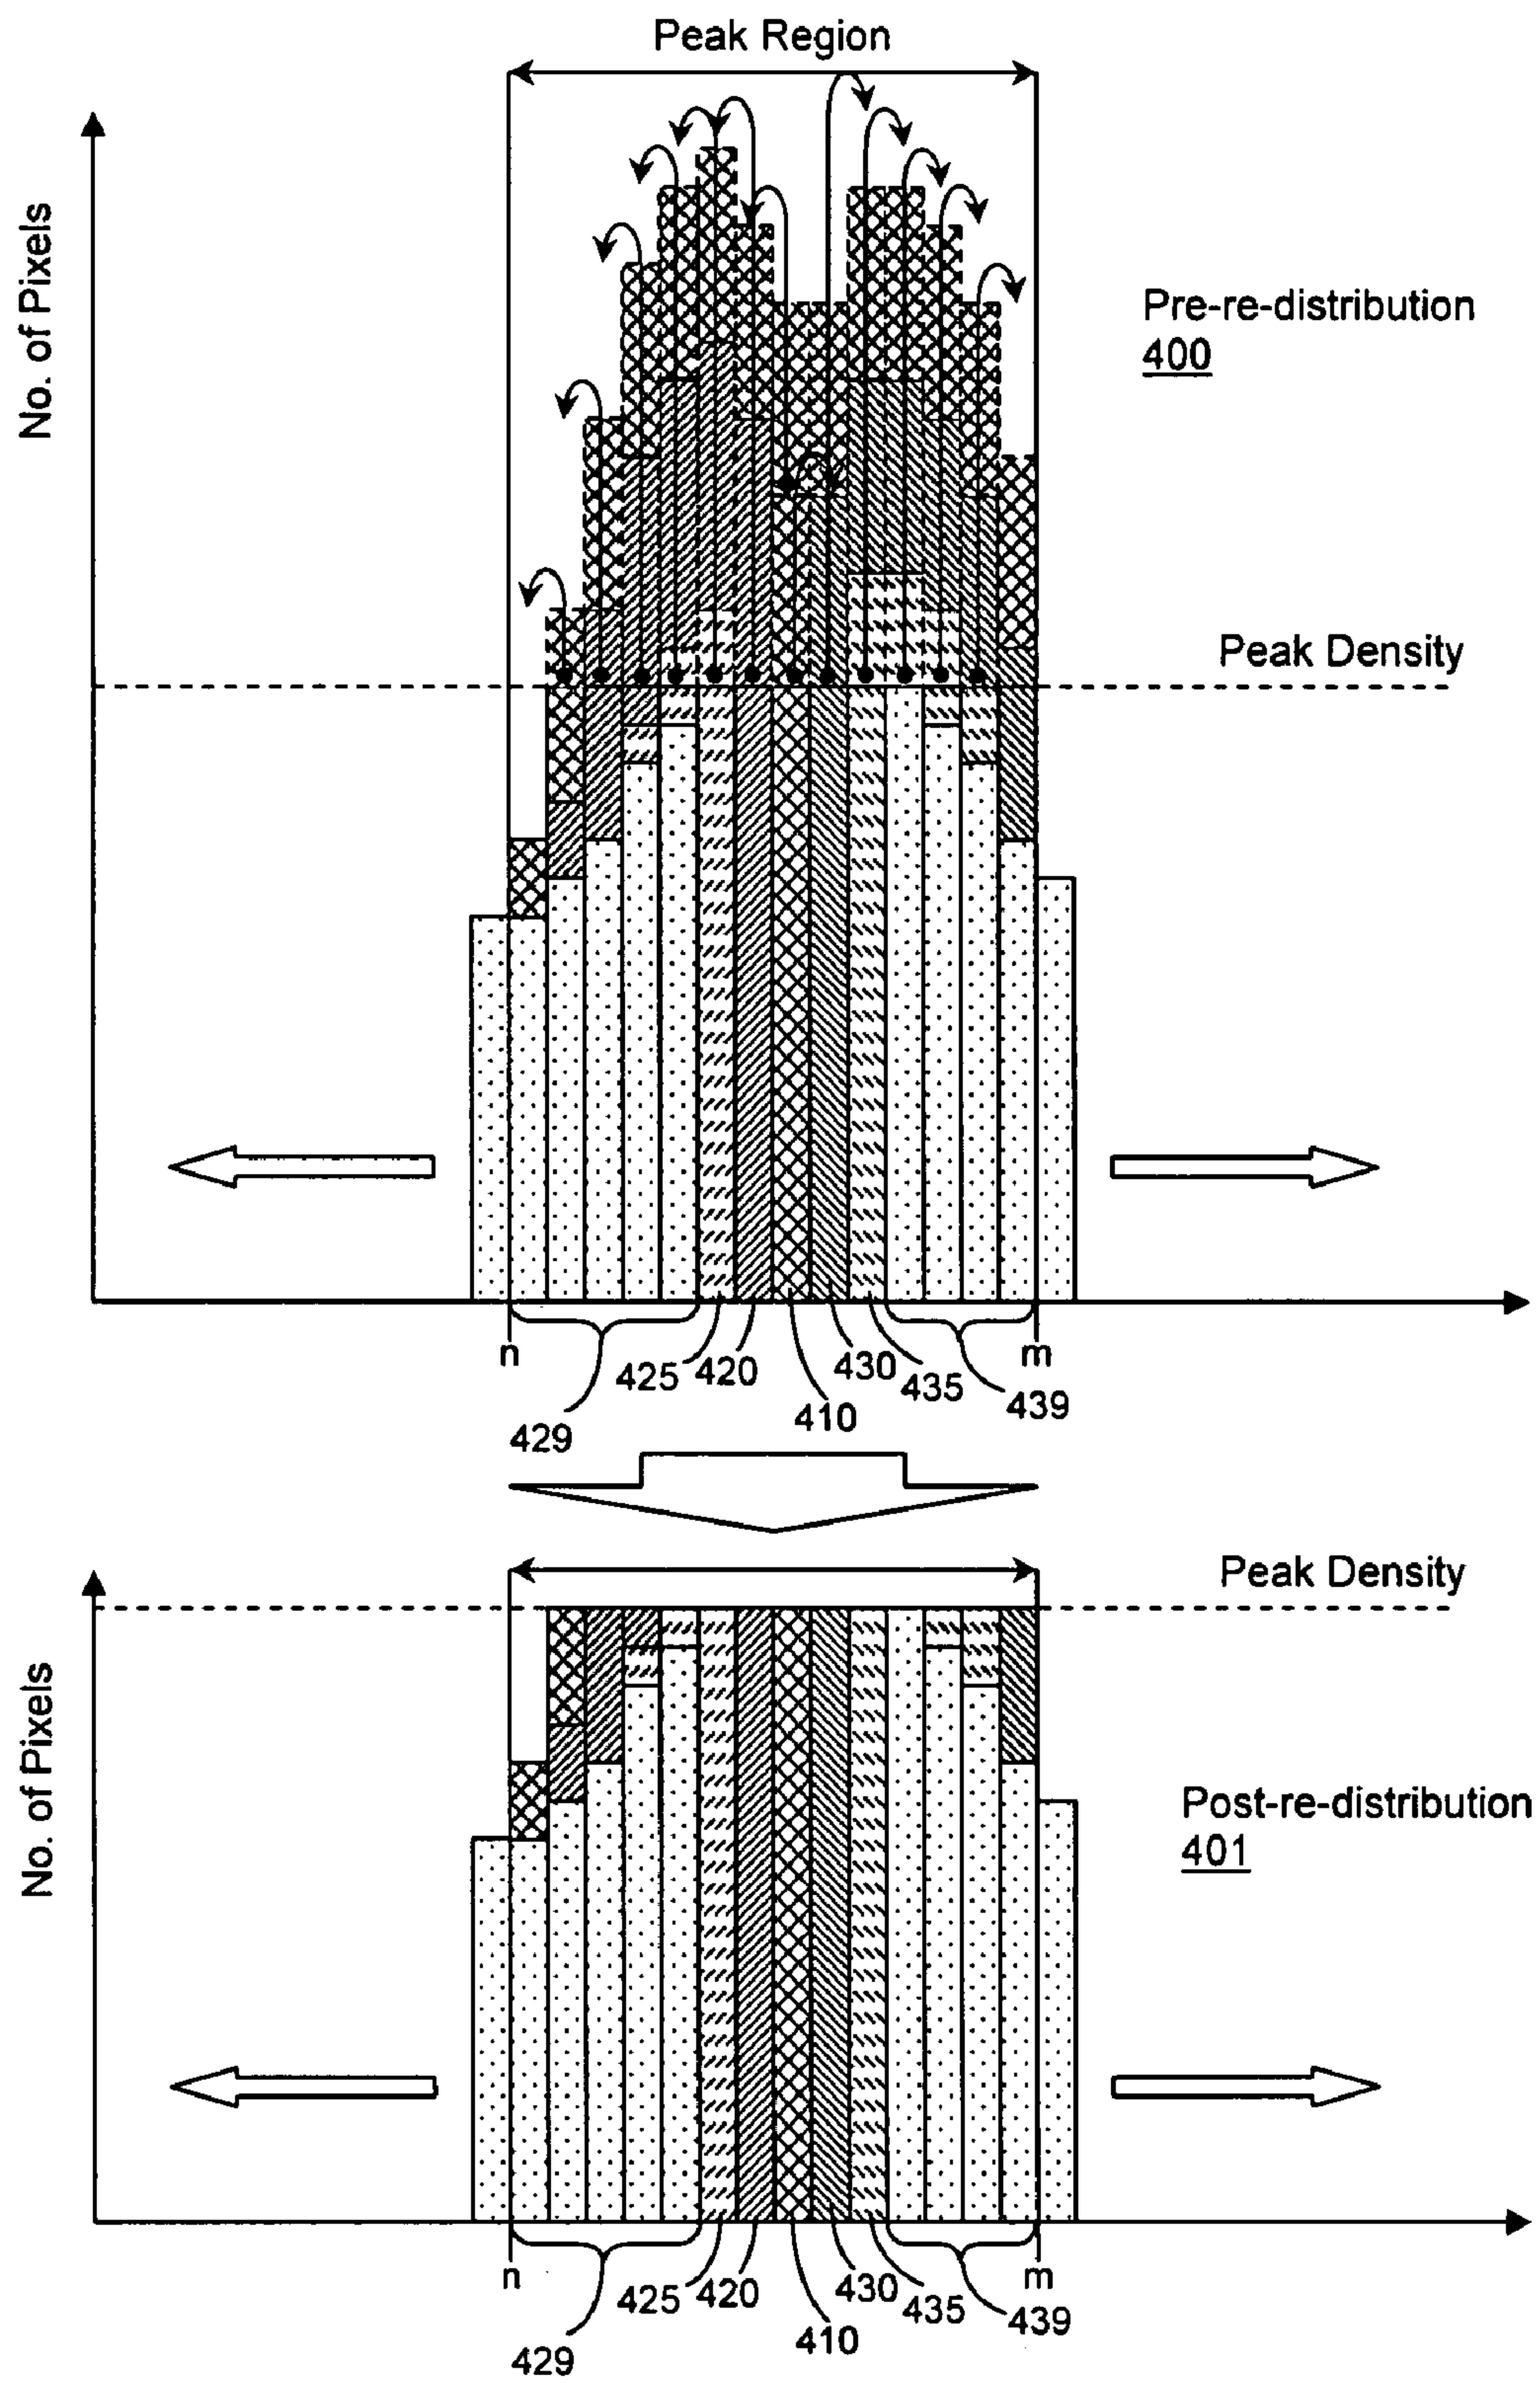 Peak Region
No. of Pixels
Pre-re-distribution
400
Peak Density
n
m
425
420
430
435
439
410
429
Peak Density
No. of Pixels
Post-re-distribution
401
n
m
425
420
430
435
439
410
429